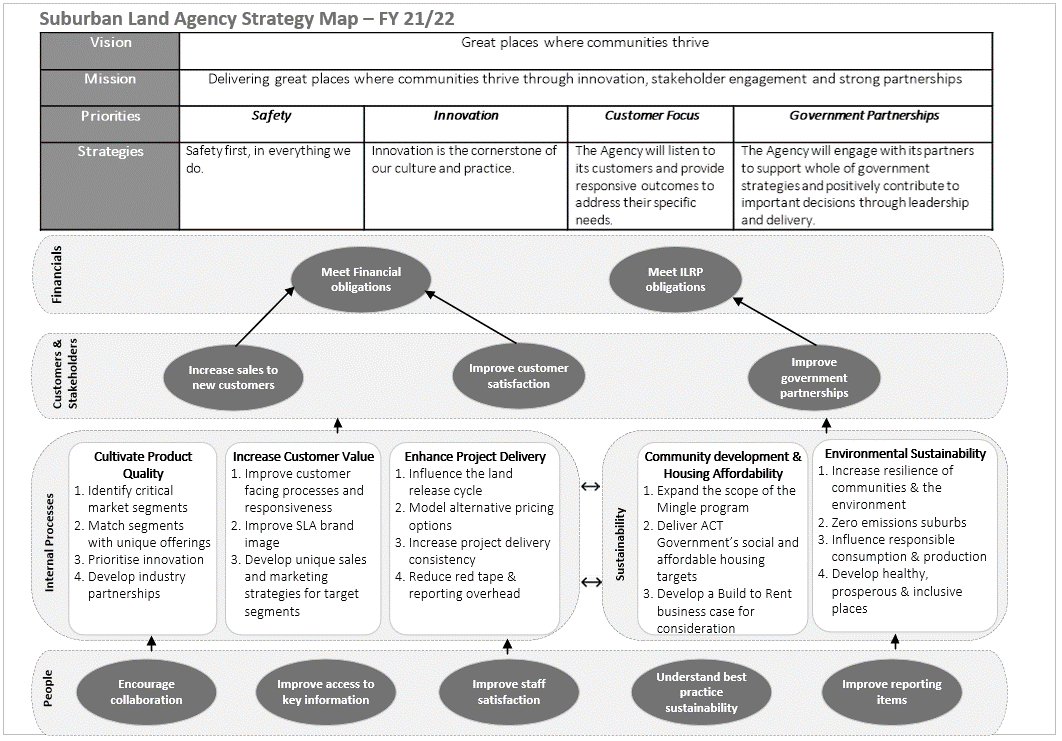 Suburban Land Agency Strategy Map – FY 21/22
Vision
Great places where communities thrive
Mission
Delivering great places where communities thrive through innovation, stakeholder engagement and strong partnerships
Priorities
Safety
Innovation
Customer Focus
Government Partnerships
Strategies
Safety first, in everything we
do.
Innovation is the cornerstone of
our culture and practice.
The Agency will listen to
its customers and provide
responsive outcomes to
address their specific
needs.
The Agency will engage with its partners
to support whole of government
strategies and positively contribute to
important decisions through leadership
and delivery.
Financials
Meet Financial
obligations
Meet ILRP
obligations
Customers &
Stakeholders
Increase sales to
new customers
Improve customer
satisfaction
Improve
government
partnerships
Internal Processes
Cultivate Product
Quality
1. Identify critical
market segments
2. Match segments
with unique offerings
3. Prioritise innovation
4. Develop industry
partnerships
Increase Customer Value
1. Improve customer
facing processes and
responsiveness
2. Improve SLA brand
image
3. Develop unique sales
and marketing
strategies for target
segments
Enhance Project Delivery
1. Influence the land
release cycle
2. Model alternative pricing
options
3. Increase project delivery
consistency
4. Reduce red tape &
reporting overhead
Sustainability
Community development &
Housing Affordability
1. Expand the scope of the
Mingle program
2. Deliver ACT
Government's social and
affordable housing
targets
3. Develop a Build to Rent
business case for
consideration
Environmental Sustainability
1. Increase resilience of
communities & the
environment
2. Zero emissions suburbs
3. Influence responsible
consumption & production
4. Develop healthy,
prosperous & inclusive
places
People
Encourage
collaboration
Improve access to
key information
Improve staff
satisfaction
Understand best
practice
sustainability
Improve reporting
items